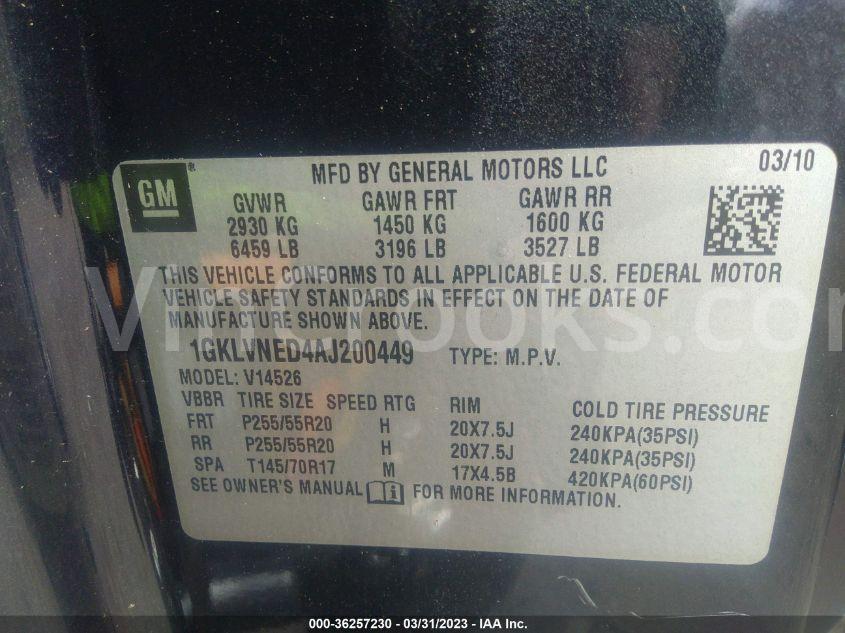 MFD BY GENERAL MOTORS LLC 03/10
GM
GVWR GAWR FRT GAWR RR
2930 KG 1450 KG 1600 KG
6459 LB 3196 LB 3527 LB
THIS VEHICLE CONFORMS TO ALL APPLICABLE U.S. FEDERAL MOTOR
VEHICLE SAFETY STANDARDS IN EFFECT ON THE DATE OF
MANUFACTURE SHOWN ABOVE.
1GKLVNED4AJ200449 TYPE: M.P.V.
MODEL: V14526
VBBR TIRE SIZE SPEED RTG RIM COLD TIRE PRESSURE
FRT P255/55R20 H 20X7.5J 240KPA(35PSI)
RR P255/55R20 H 20X7.5J 240KPA(35PSI)
SPA T145/70R17 M 17X4.5B 420KPA(60PSI)
SEE OWNER'S MANUAL FOR MORE INFORMATION.
000-36257230 - 03/31/2023 - IAA Inc.